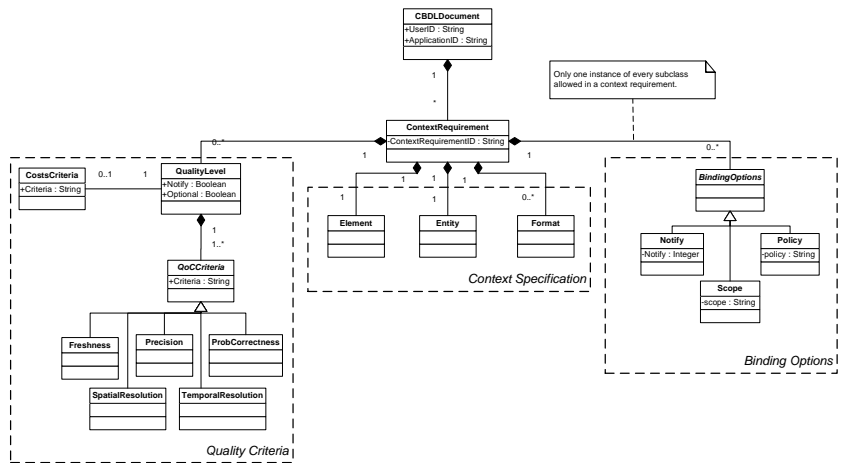 CBDLDocument
+UserID : String
+ApplicationID : String
1
*
Only one instance of every subclass
allowed in a context requirement.
ContextRequirement
-ContextRequirementID : String
0..*
1
1
0..*
1
1
1
CostsCriteria
+Criteria : String
0..1
1
QualityLevel
+Notify : Boolean
+Optional : Boolean
1
1..*
1
1
0..*
Element
Entity
Format
Context Specification
BindingOptions
Notify
-Notify : Integer
Policy
-policy : String
Scope
-scope : String
Binding Options
QoCCriteria
+Criteria : String
Freshness
Precision
ProbCorrectness
SpatialResolution
TemporalResolution
Quality Criteria